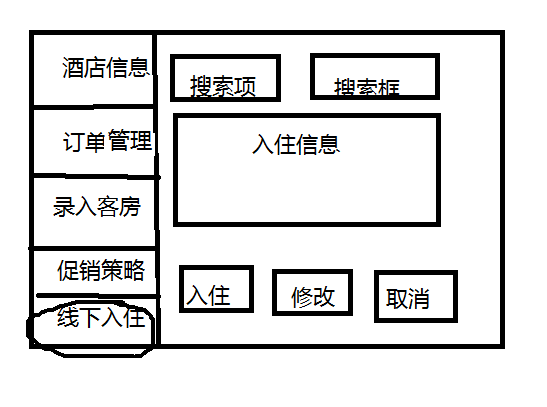 酒店信息
订单管理
录入客房
促销策略
线下入住
搜索项
搜索框
入住信息
入住
修改
取消